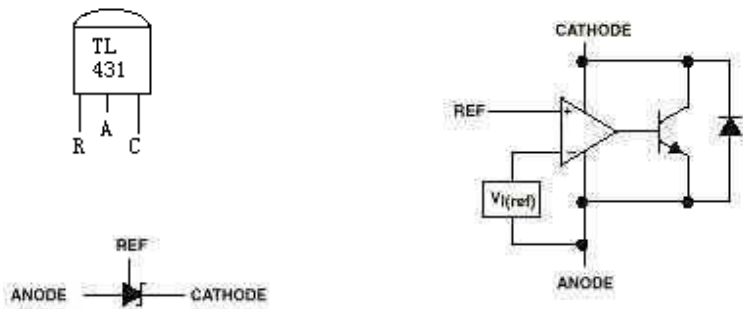 TL
431
R A C
REF
ANODE CATHODE
CATHODE
REF
+
−
VI(ref)
ANODE